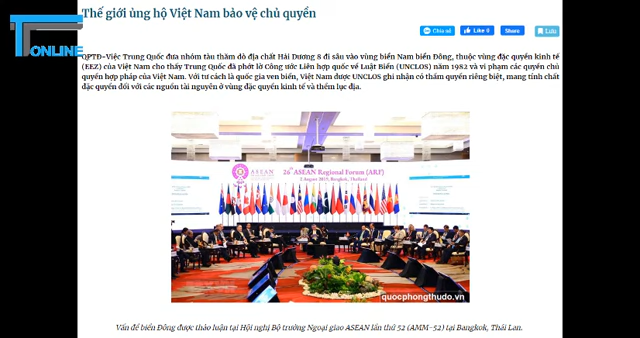 Thế giới ủng hộ Việt Nam bảo vệ chủ quyền
TT ONLINE
Chia sẻ
Like 0
Share
Lưu
QPTĐ-Việc Trung Quốc đưa nhóm tàu thăm dò địa chất Hải Dương 8 đi sâu vào vùng biển Nam biển Đông, thuộc vùng đặc quyền kinh tế
(EEZ) của Việt Nam cho thấy Trung Quốc đã phớt lờ Công ước Liên hợp quốc về Luật Biển (UNCLOS) năm 1982 và vi phạm các quyền chủ
quyền hợp pháp của Việt Nam. Với tư cách là quốc gia ven biển, Việt Nam được UNCLOS ghi nhận có thẩm quyền riêng biệt, mang tính chất
đặc quyền đối với các nguồn tài nguyên ở vùng đặc quyền kinh tế và thềm lục địa.
ASEAN
26th ASEAN Regional Forum (ARF)
2 August 2019, Bangkok, Thailand
quocphongthudo.vn
Vấn đề biển Đông được thảo luận tại Hội nghị Bộ trưởng Ngoại giao ASEAN lần thứ 52 (AMM-52) tại Bangkok, Thái Lan.